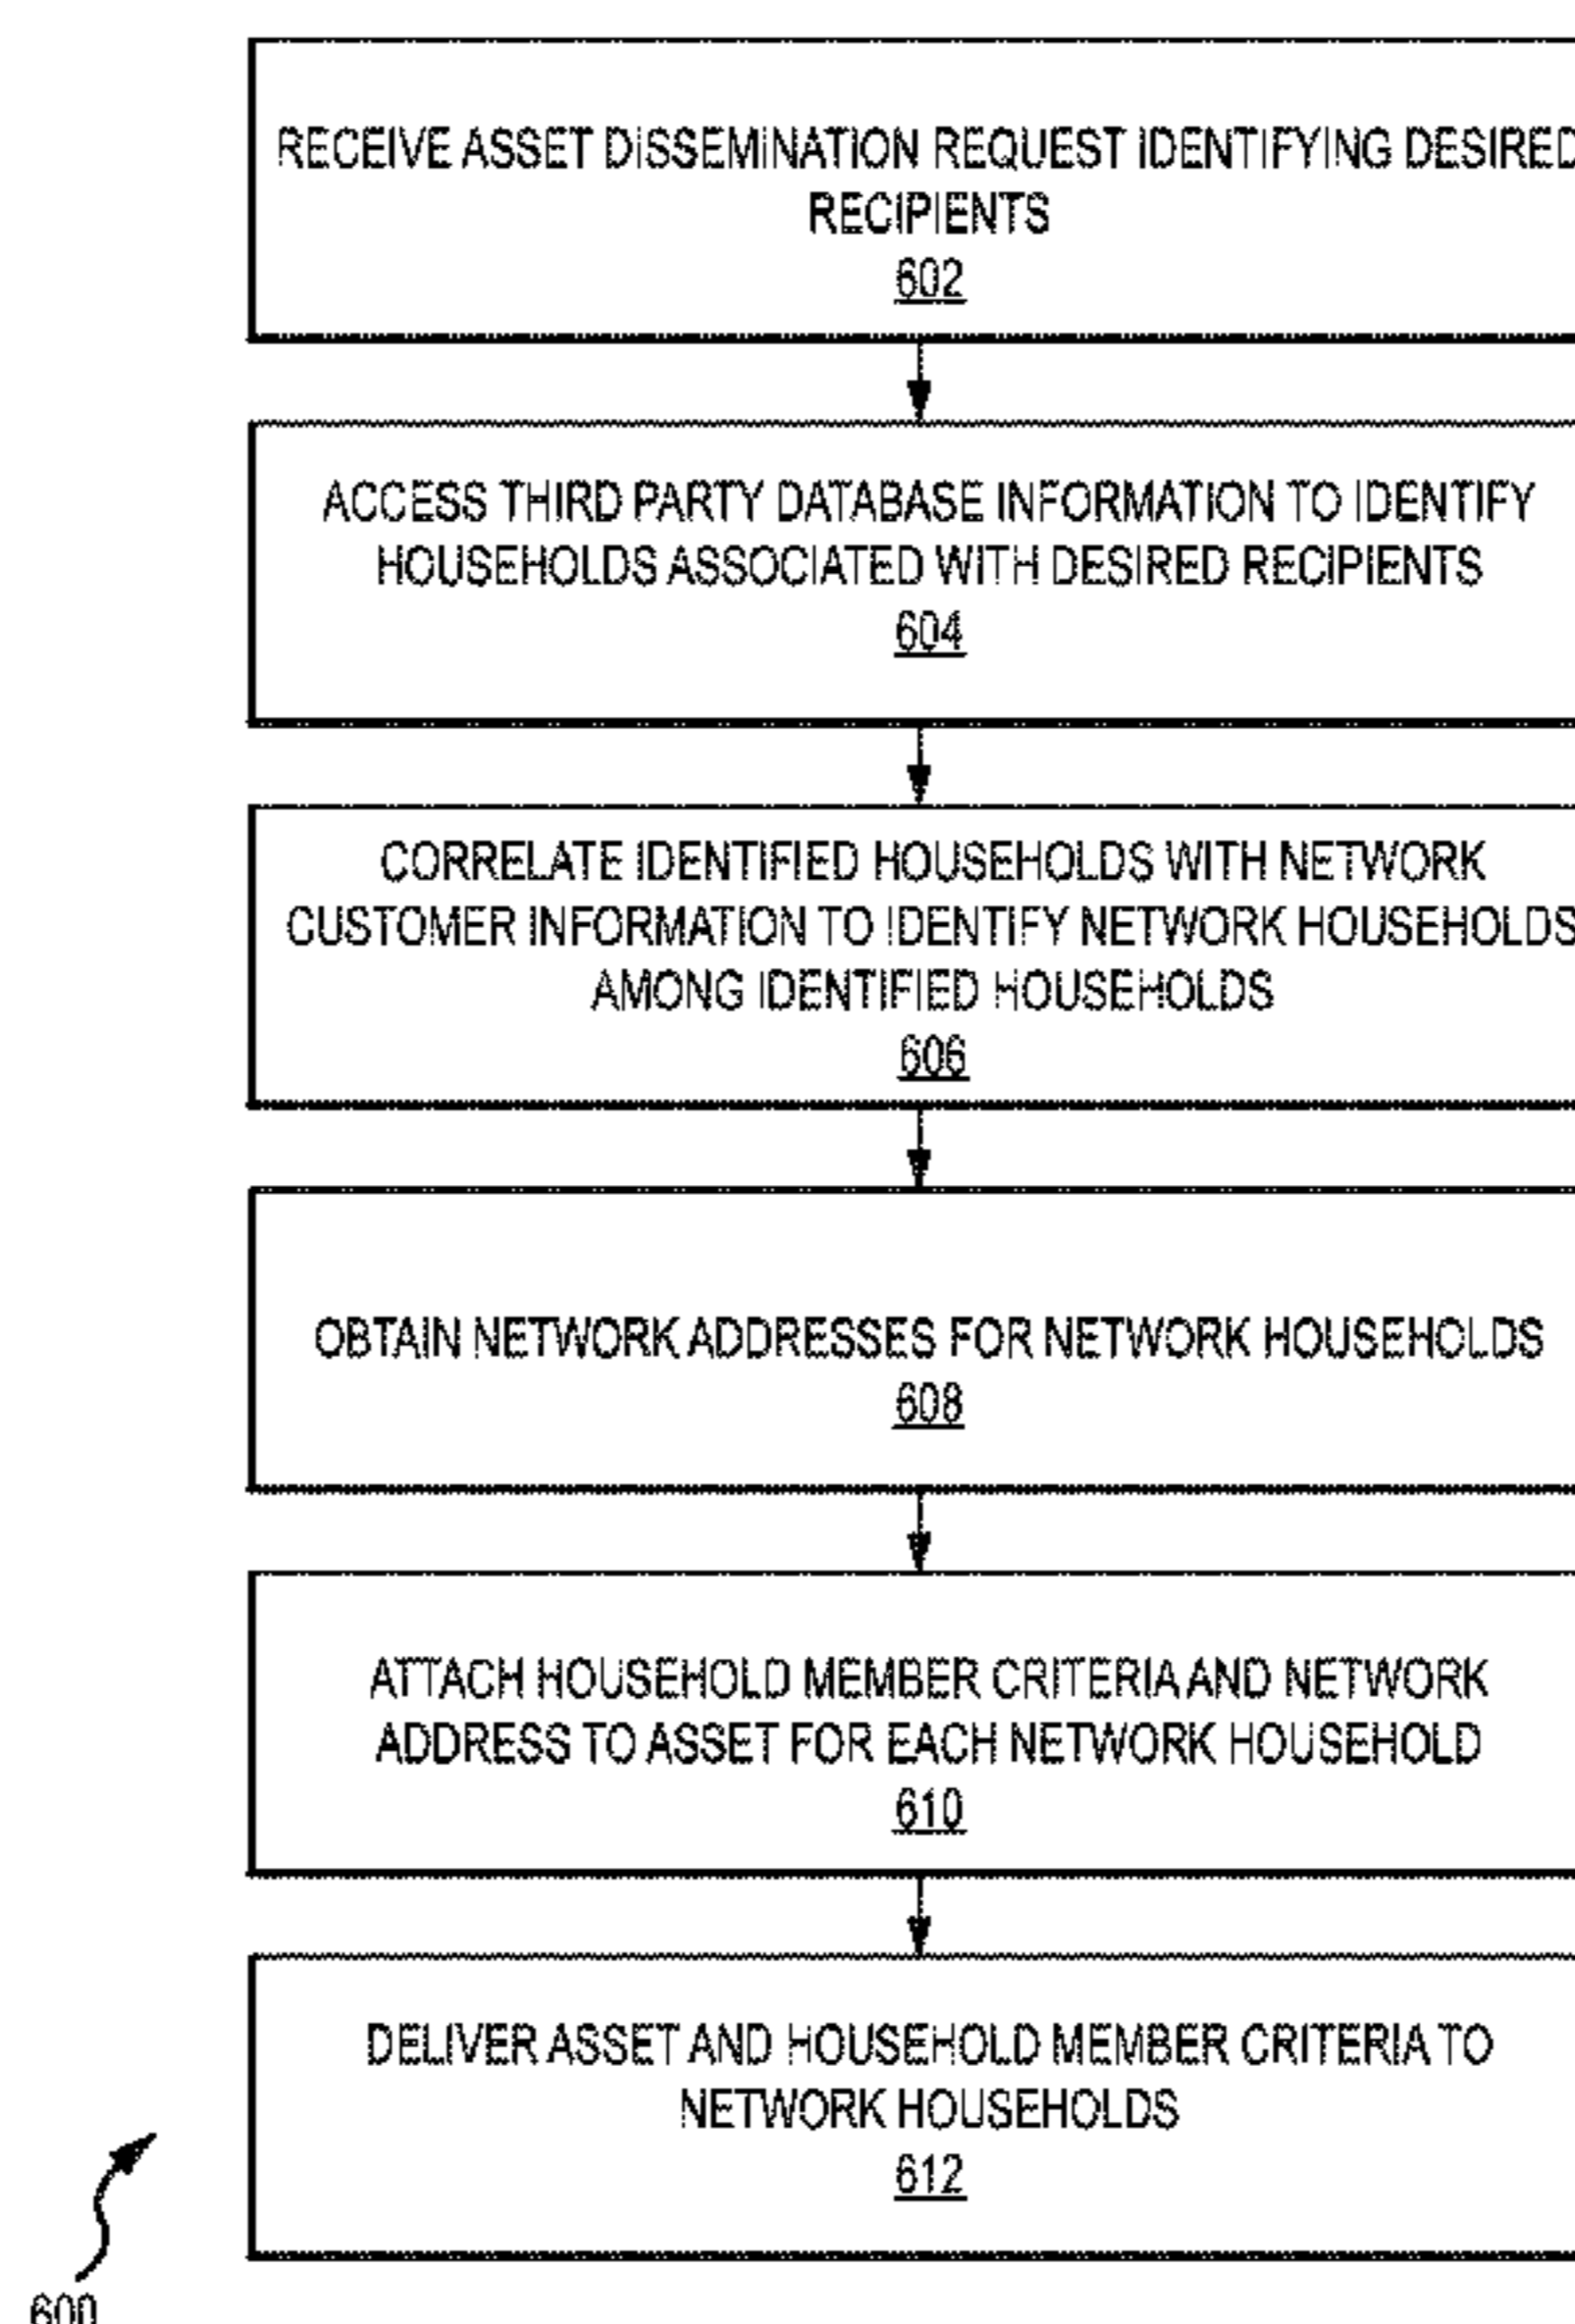 RECEIVE ASSET DISSEMINATION REQUEST IDENTIFYING DESIRED
RECIPIENTS
602
ACCESS THIRD PARTY DATABASE INFORMATION TO IDENTIFY
HOUSEHOLDS ASSOCIATED WITH DESIRED RECIPIENTS
604
CORRELATE IDENTIFIED HOUSEHOLDS WITH NETWORK
CUSTOMER INFORMATION TO IDENTIFY NETWORK HOUSEHOLDS
AMONG IDENTIFIED HOUSEHOLDS
606
OBTAIN NETWORK ADDRESSES FOR NETWORK HOUSEHOLDS
608
ATTACH HOUSEHOLD MEMBER CRITERIA AND NETWORK
ADDRESS TO ASSET FOR EACH NETWORK HOUSEHOLD
610
DELIVER ASSET AND HOUSEHOLD MEMBER CRITERIA TO
NETWORK HOUSEHOLDS
612
600